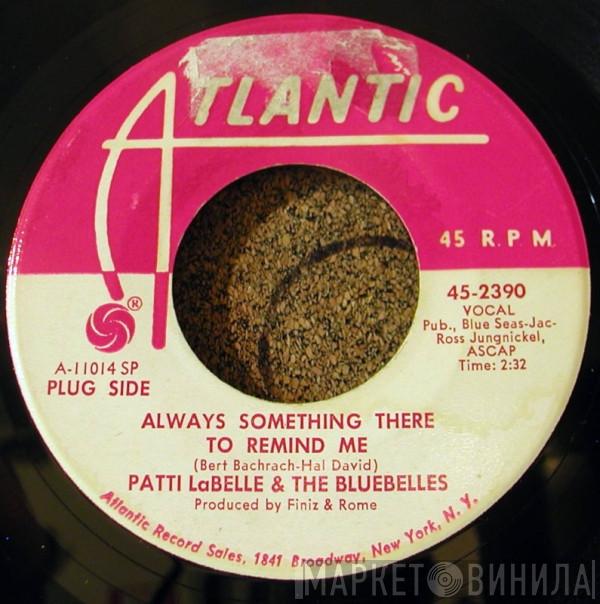 ATLANTIC
45 R.P.M.
®
45-2390
VOCAL
Pub., Blue Seas-Jac-
Ross Jungnickel,
ASCAP
Time: 2:32
A-11014 SP
PLUG SIDE
ALWAYS SOMETHING THERE
TO REMIND ME
(Bert Bachrach-Hal David)
PATTI LaBELLE & THE BLUEBELLES
Produced by Finiz & Rome
Atlantic Record Sales, 1841 Broadway, New York, N. Y.
МАРКЕТ ВИНИЛА